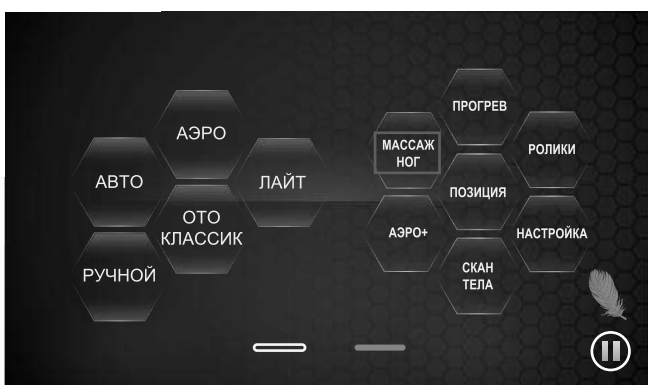 АЭРО
АВТО
ЛАЙТ
ОТО
КЛАССИК
РУЧНОЙ
ПРОГРЕВ
МАССАЖ
НОГ
РОЛИКИ
ПОЗИЦИЯ
АЭРО+
НАСТРОЙКА
СКАН
ТЕЛА